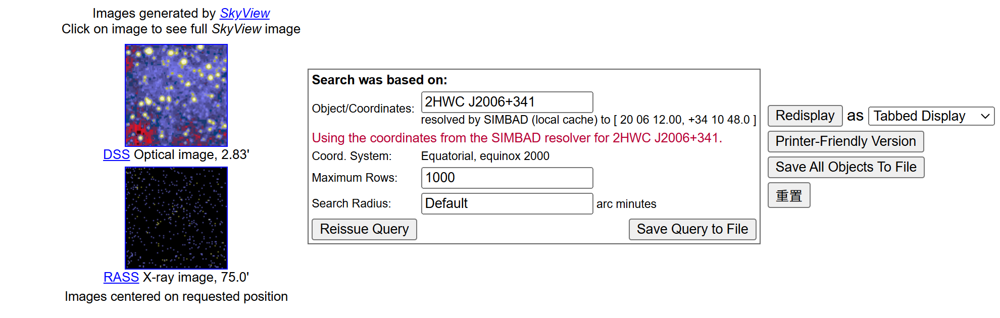 Images generated by SkyView
Click on image to see full SkyView image
DSS Optical image, 2.83'
RASS X-ray image, 75.0'
Images centered on requested position
Search was based on:
Object/Coordinates: 2HWC J2006+341
resolved by SIMBAD (local cache) to [ 20 06 12.00, +34 10 48.0 ]
Using the coordinates from the SIMBAD resolver for 2HWC J2006+341.
Coord. System: Equatorial, equinox 2000
Maximum Rows: 1000
Search Radius: Default arc minutes
Reissue Query Save Query to File
Redisplay as Tabbed Display
Printer-Friendly Version
Save All Objects To File
重置